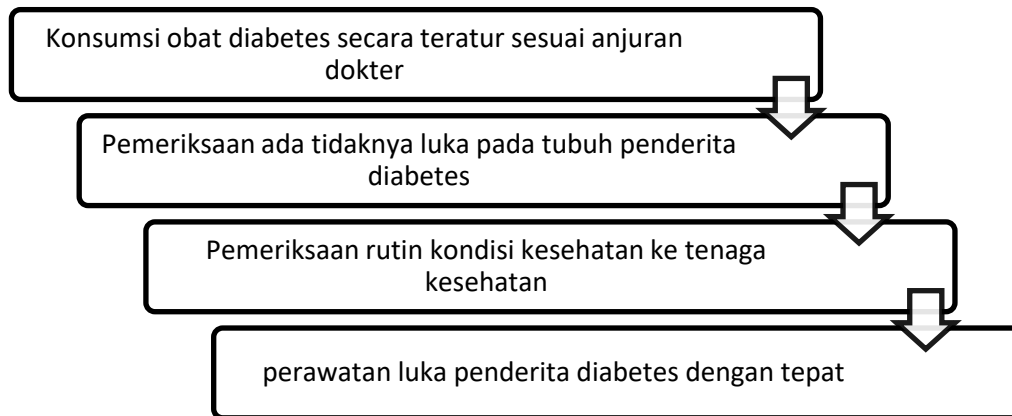 Konsumsi obat diabetes secara teratur sesuai anjuran
dokter
Pemeriksaan ada tidaknya luka pada tubuh penderita
diabetes
Pemeriksaan rutin kondisi kesehatan ke tenaga
kesehatan
perawatan luka penderita diabetes dengan tepat